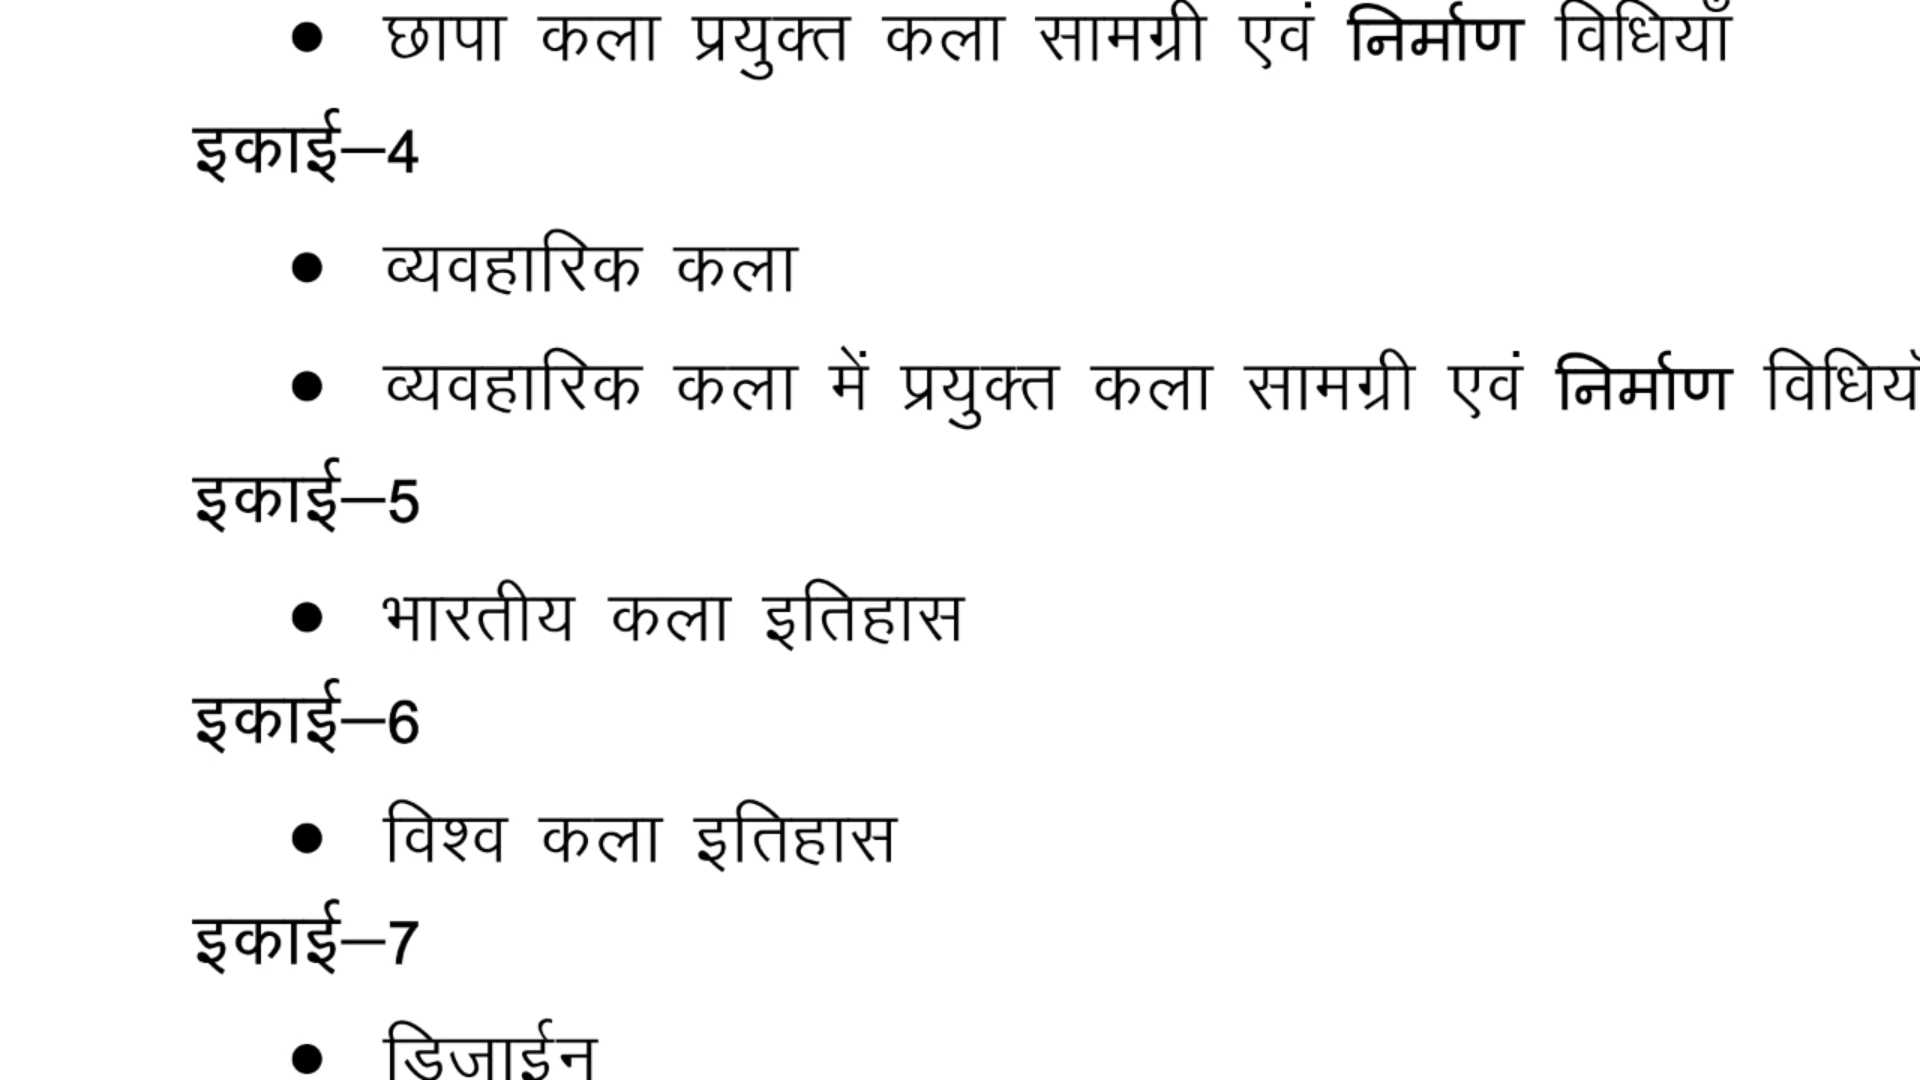 ● छापा कला प्रयुक्त कला सामग्री एवं निर्माण विधियाँ
इकाई–4
● व्यवहारिक कला
● व्यवहारिक कला में प्रयुक्त कला सामग्री एवं निर्माण
इकाई–5
● भारतीय कला इतिहास
इकाई–6
● विश्व कला इतिहास
इकाई–7
● डिजाईन